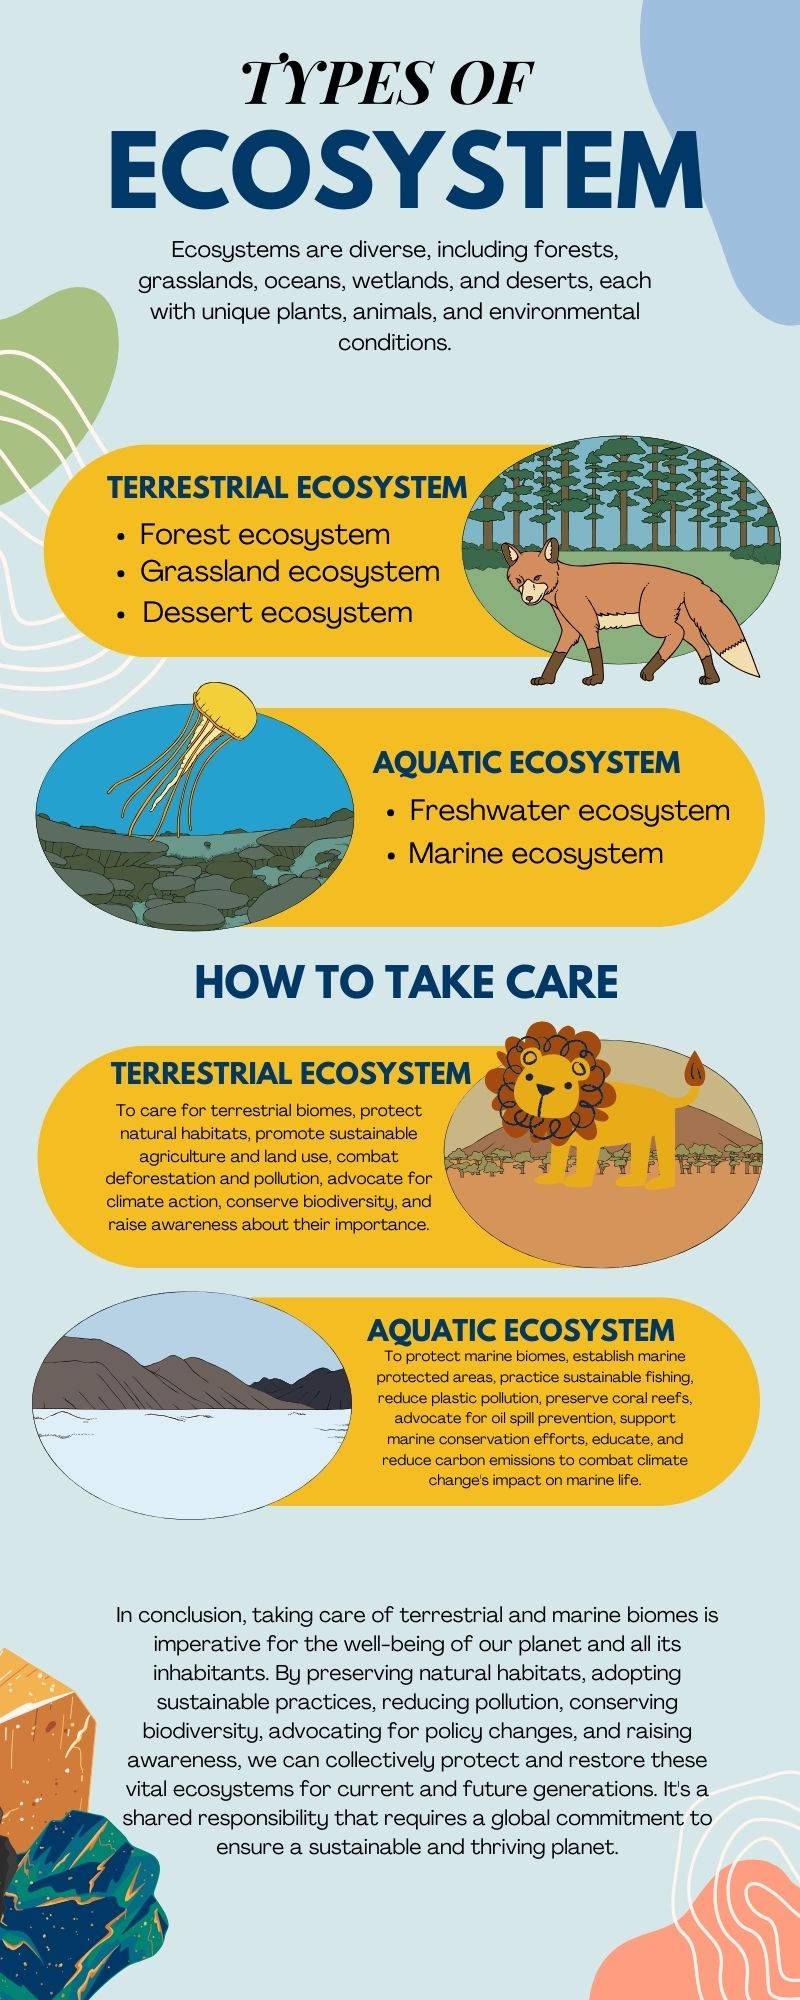 TYPES OF
ECOSYSTEM
Ecosystems are diverse, including forests,
grasslands, oceans, wetlands, and deserts, each
with unique plants, animals, and environmental
conditions.
TERRESTRIAL ECOSYSTEM
• Forest ecosystem
• Grassland ecosystem
• Dessert ecosystem
AQUATIC ECOSYSTEM
• Freshwater ecosystem
• Marine ecosystem
HOW TO TAKE CARE
TERRESTRIAL ECOSYSTEM
To care for terrestrial biomes, protect
natural habitats, promote sustainable
agriculture and land use, combat
deforestation and pollution, advocate for
climate action, conserve biodiversity, and
raise awareness about their importance.
AQUATIC ECOSYSTEM
To protect marine biomes, establish marine
protected areas, practice sustainable fishing,
reduce plastic pollution, preserve coral reefs,
advocate for oil spill prevention, support
marine conservation efforts, educate, and
reduce carbon emissions to combat climate
change's impact on marine life.
In conclusion, taking care of terrestrial and marine biomes is
imperative for the well-being of our planet and all its
inhabitants. By preserving natural habitats, adopting
sustainable practices, reducing pollution, conserving
biodiversity, advocating for policy changes, and raising
awareness, we can collectively protect and restore these
vital ecosystems for current and future generations. It's a
shared responsibility that requires a global commitment to
ensure a sustainable and thriving planet.